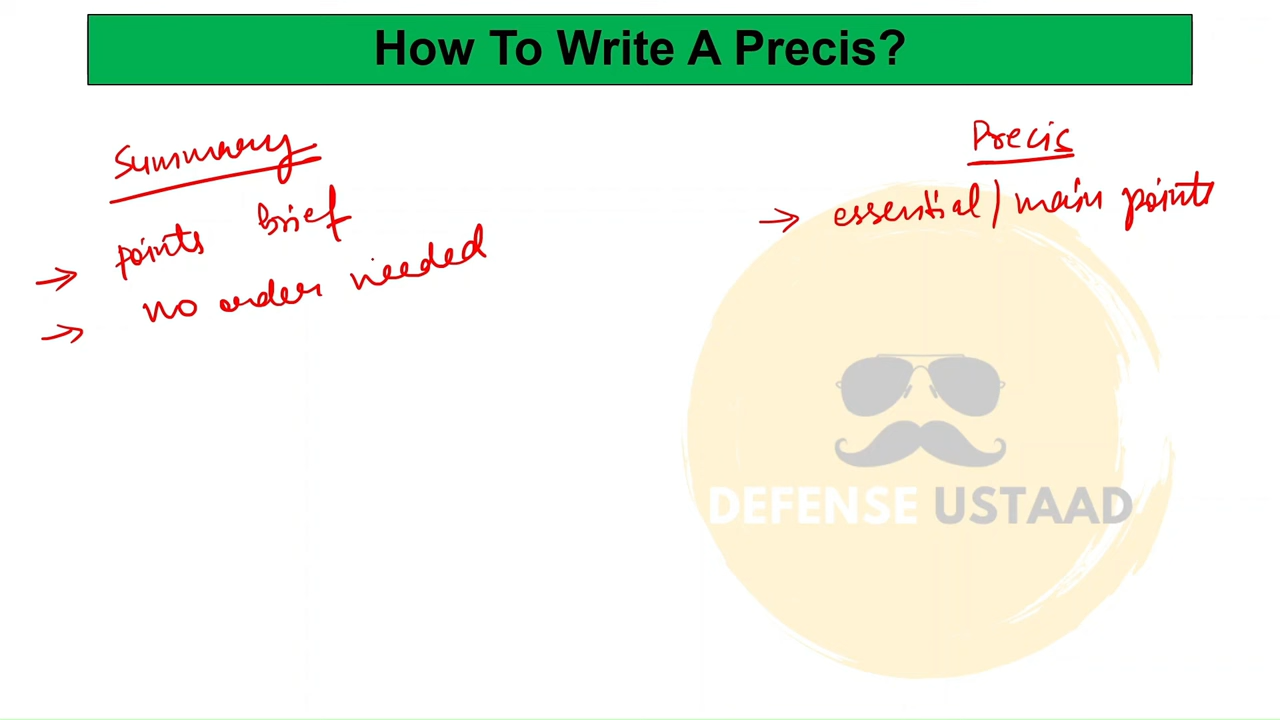 How To Write A Precis?
Summary
→ points brief
→ no order needed
Precis
→ essential / main points
DEFENSE USTAAD